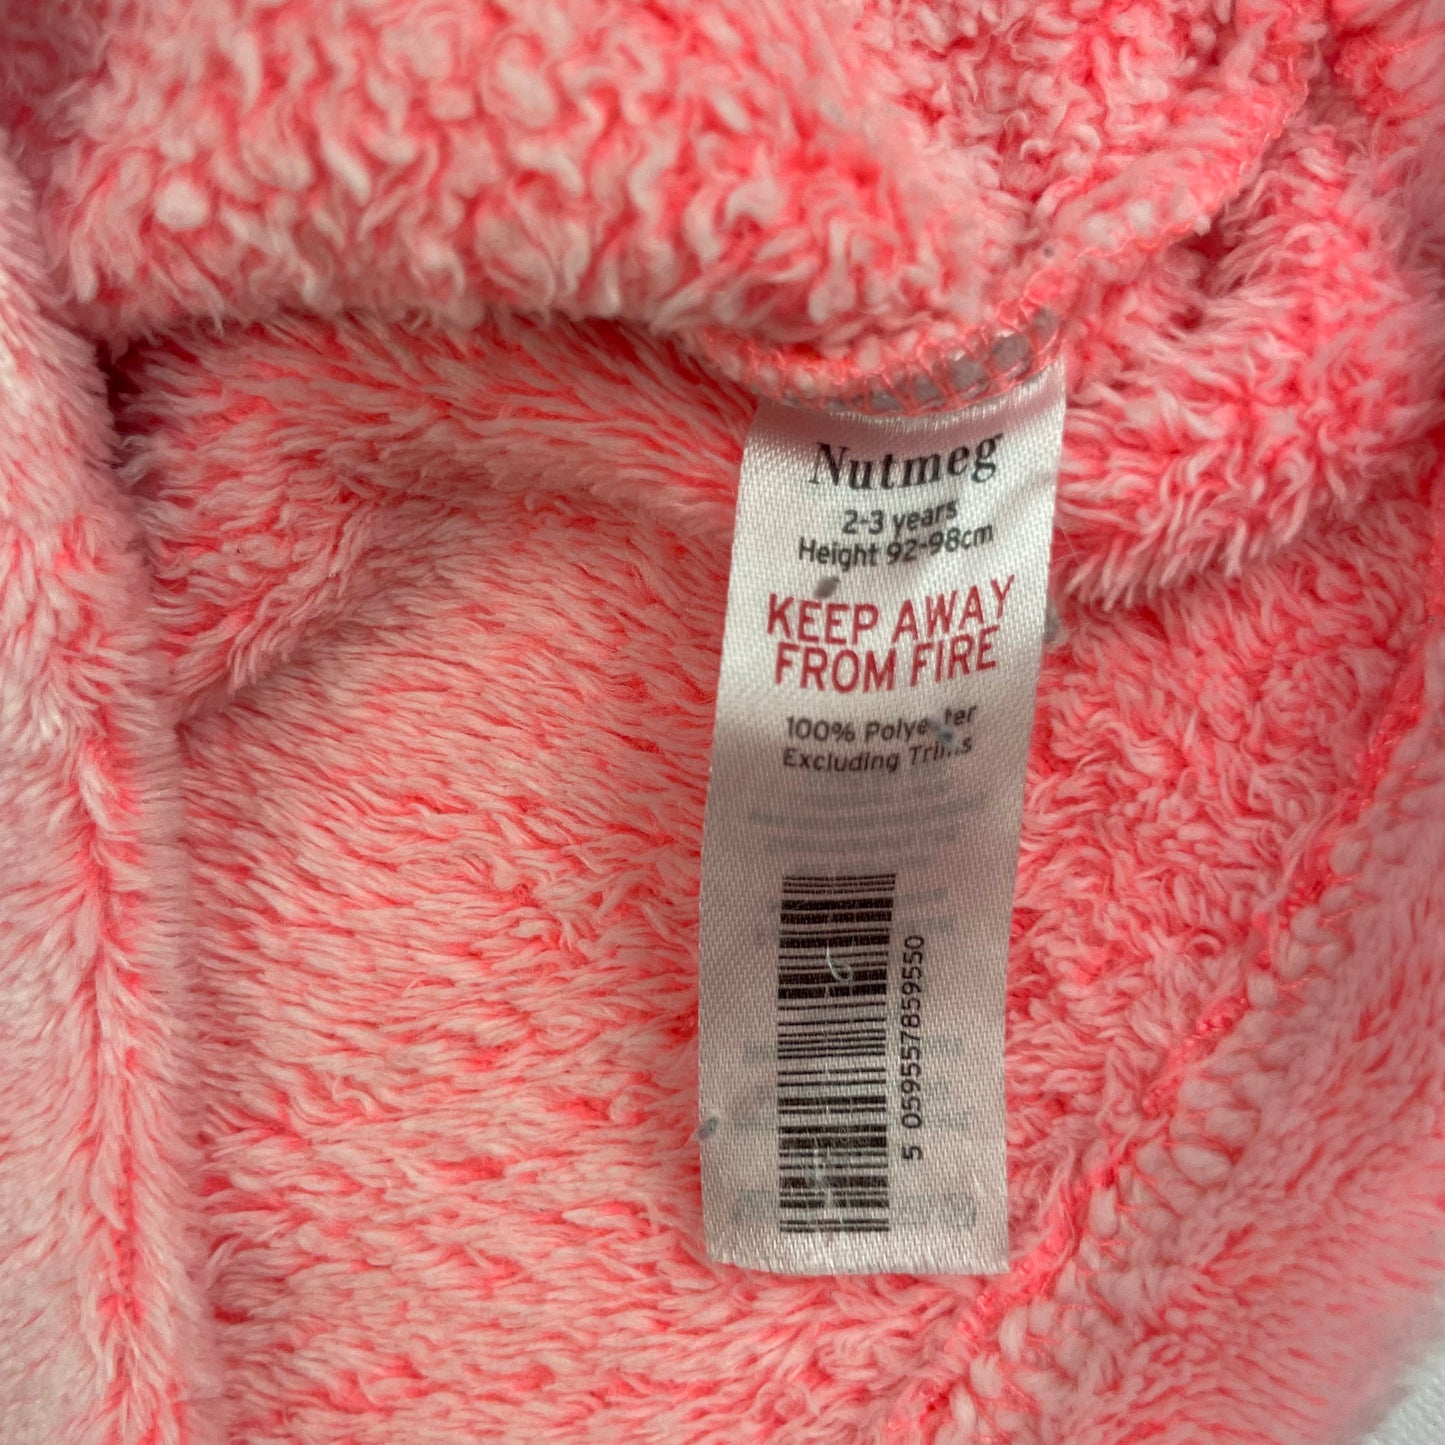 Nutmeg
2-3 years
Height 92-98cm
KEEP AWAY
FROM FIRE
100% Polyester
Excluding Trims
5 059557859550